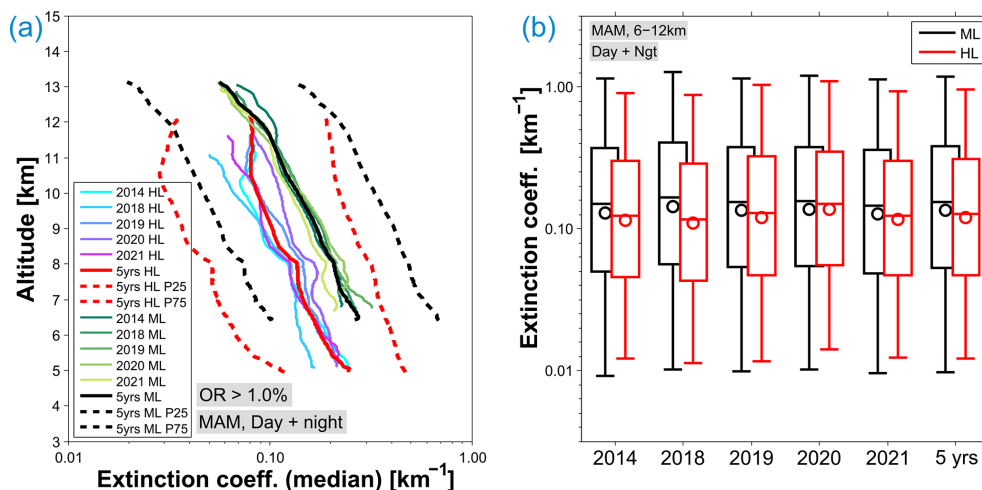 (a)
15
14
13
12
11
10
9
8
7
6
5
4
3
Altitude [km]
2014 HL
2018 HL
2019 HL
2020 HL
2021 HL
5yrs HL
5yrs HL P25
5yrs HL P75
2014 ML
2018 ML
2019 ML
2020 ML
2021 ML
5yrs ML
5yrs ML P25
5yrs ML P75
OR > 1.0%
MAM, Day + night
0.01 0.10 1.00
Extinction coeff. (median) [km⁻¹]
(b)
MAM, 6−12km
Day + Ngt
ML
HL
1.00
0.10
0.01
Extinction coeff. [km⁻¹]
2014 2018 2019 2020 2021 5 yrs